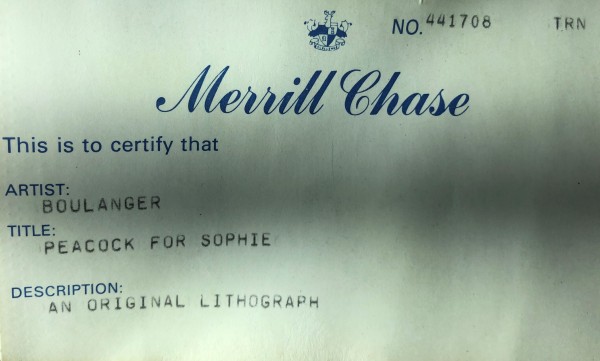 NO. 441708 TRN
Merrill Chase
This is to certify that
ARTIST:
BOULANGER
TITLE:
PEACOCK FOR SOPHIE
DESCRIPTION:
AN ORIGINAL LITHOGRAPH